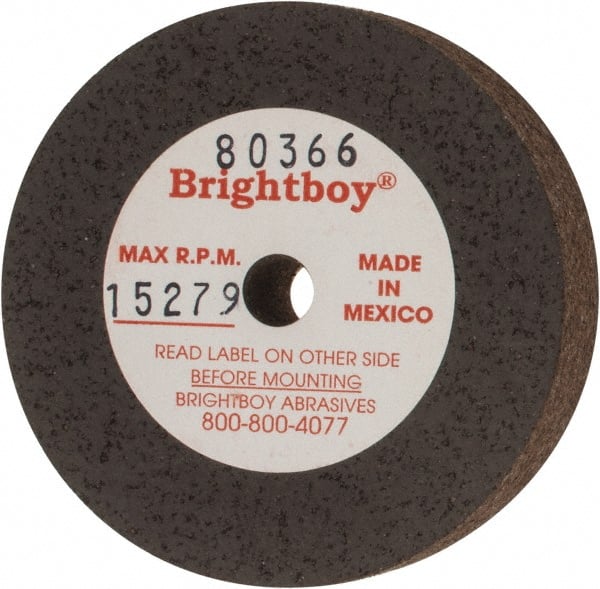 80366
Brightboy®
MAX R.P.M.
15279
MADE
IN
MEXICO
READ LABEL ON OTHER SIDE
BEFORE MOUNTING
BRIGHTBOY ABRASIVES
800-800-4077